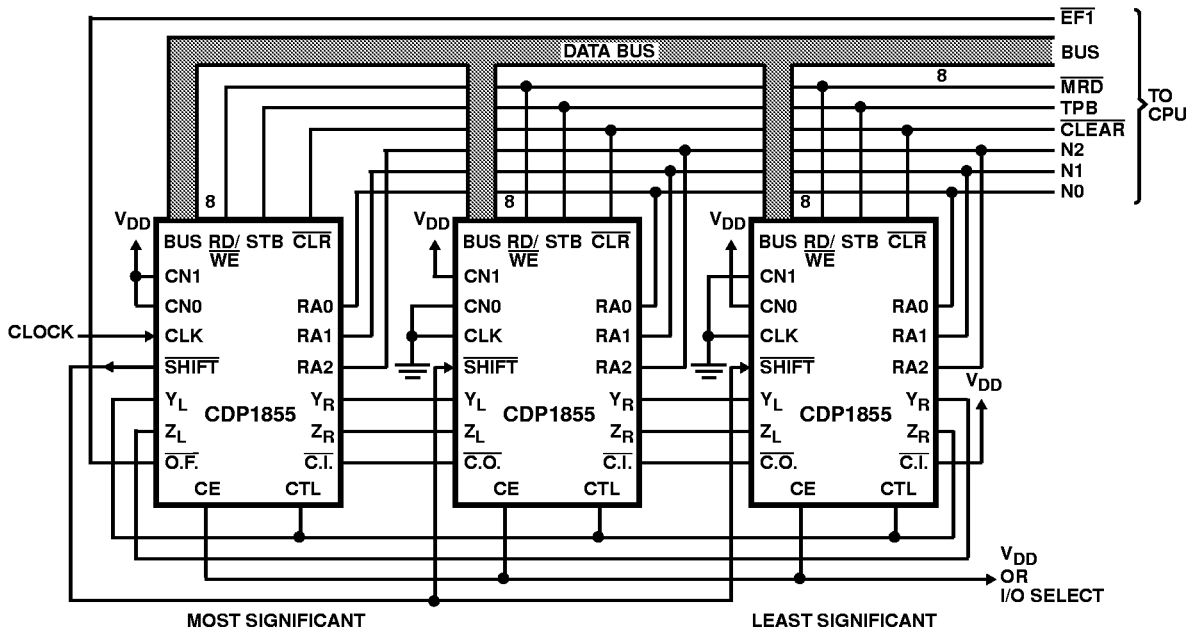 EF1
DATA BUS
BUS
8
MRD
TPB
TO
CPU
CLEAR
N2
N1
N0
8
8
8
VDD
VDD
VDD
BUS RD/ STB CLR
WE
BUS RD/ STB CLR
WE
BUS RD/ STB CLR
WE
CN1
CN1
CN1
CN0 RA0
CN0 RA0
CN0 RA0
CLOCK
CLK RA1
CLK RA1
CLK RA1
SHIFT RA2
SHIFT RA2
SHIFT RA2
VDD
YL YR
YL YR
YL YR
CDP1855
CDP1855
CDP1855
ZL ZR
ZL ZR
ZL ZR
O.F. C.I.
C.O. C.I.
C.O. C.I.
CE CTL
CE CTL
CE CTL
VDD
OR
I/O SELECT
MOST SIGNIFICANT
LEAST SIGNIFICANT